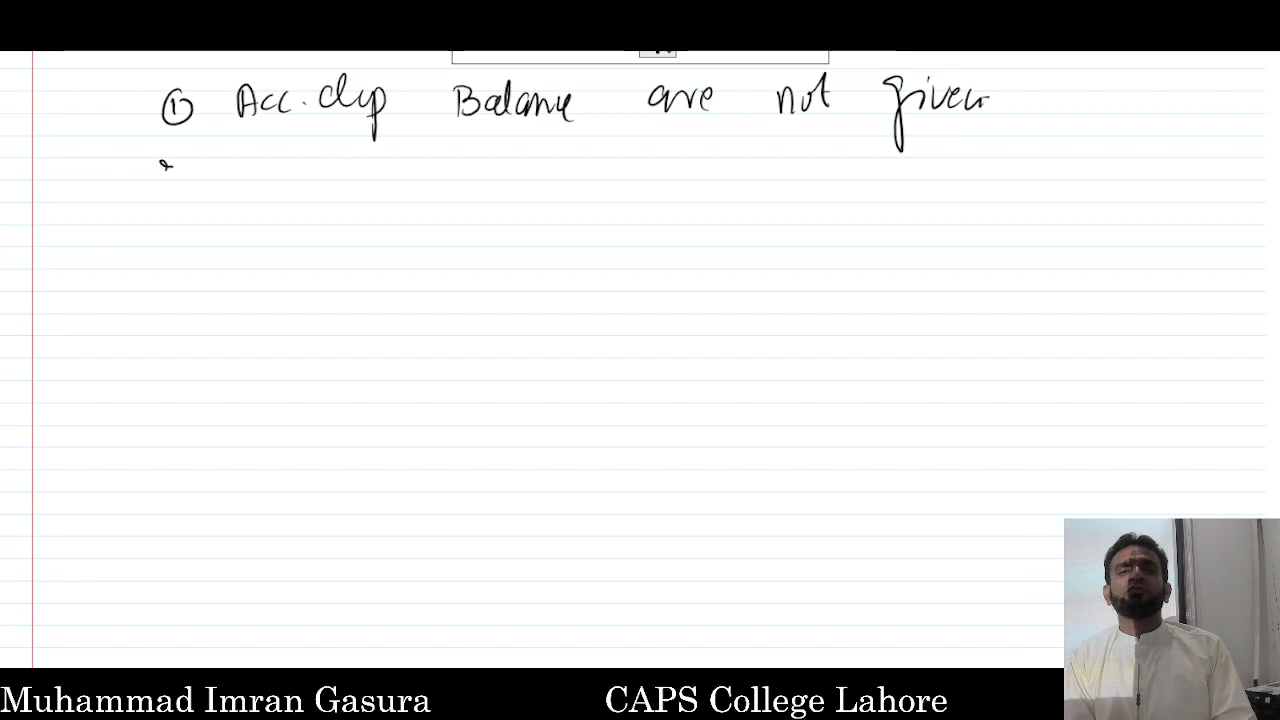 ① Acc. dep Balance are not given
Muhammad Imran Gasura CAPS College Lahore